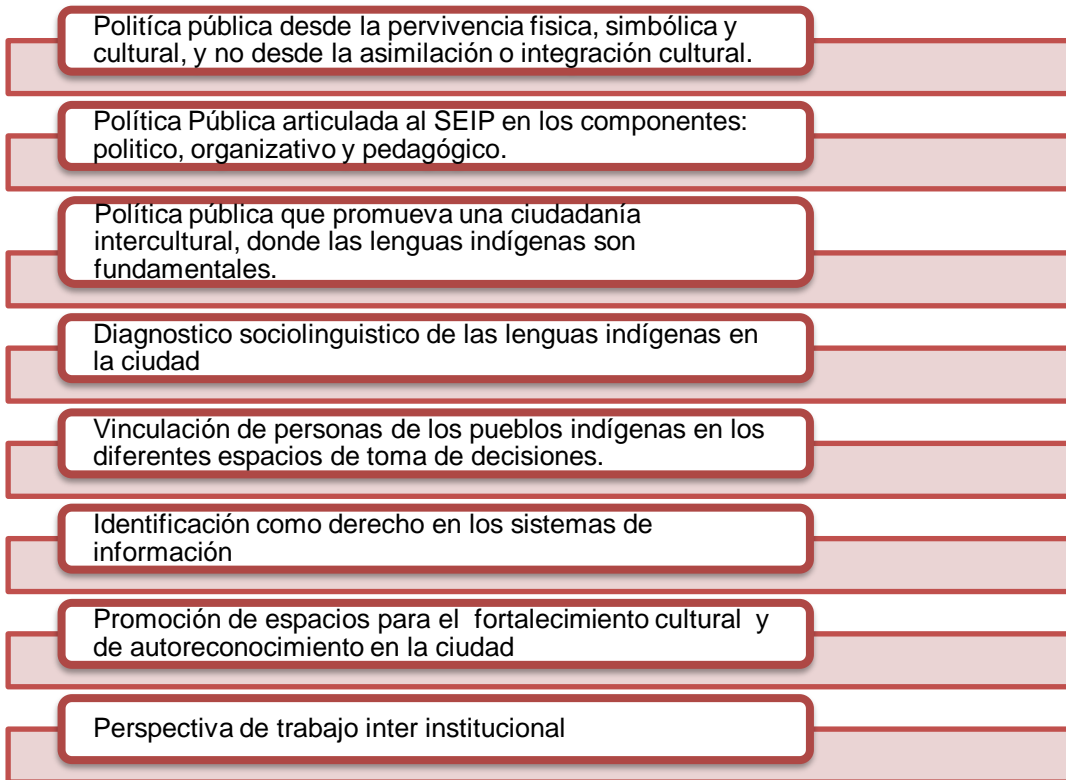 Politíca pública desde la pervivencia fisica, simbólica y
cultural, y no desde la asimilación o integración cultural.
Política Pública articulada al SEIP en los componentes:
politico, organizativo y pedagógico.
Política pública que promueva una ciudadanía
intercultural, donde las lenguas indígenas son
fundamentales.
Diagnostico sociolinguistico de las lenguas indígenas en
la ciudad
Vinculación de personas de los pueblos indígenas en los
diferentes espacios de toma de decisiones.
Identificación como derecho en los sistemas de
información
Promoción de espacios para el fortalecimiento cultural y
de autoreconocimiento en la ciudad
Perspectiva de trabajo inter institucional